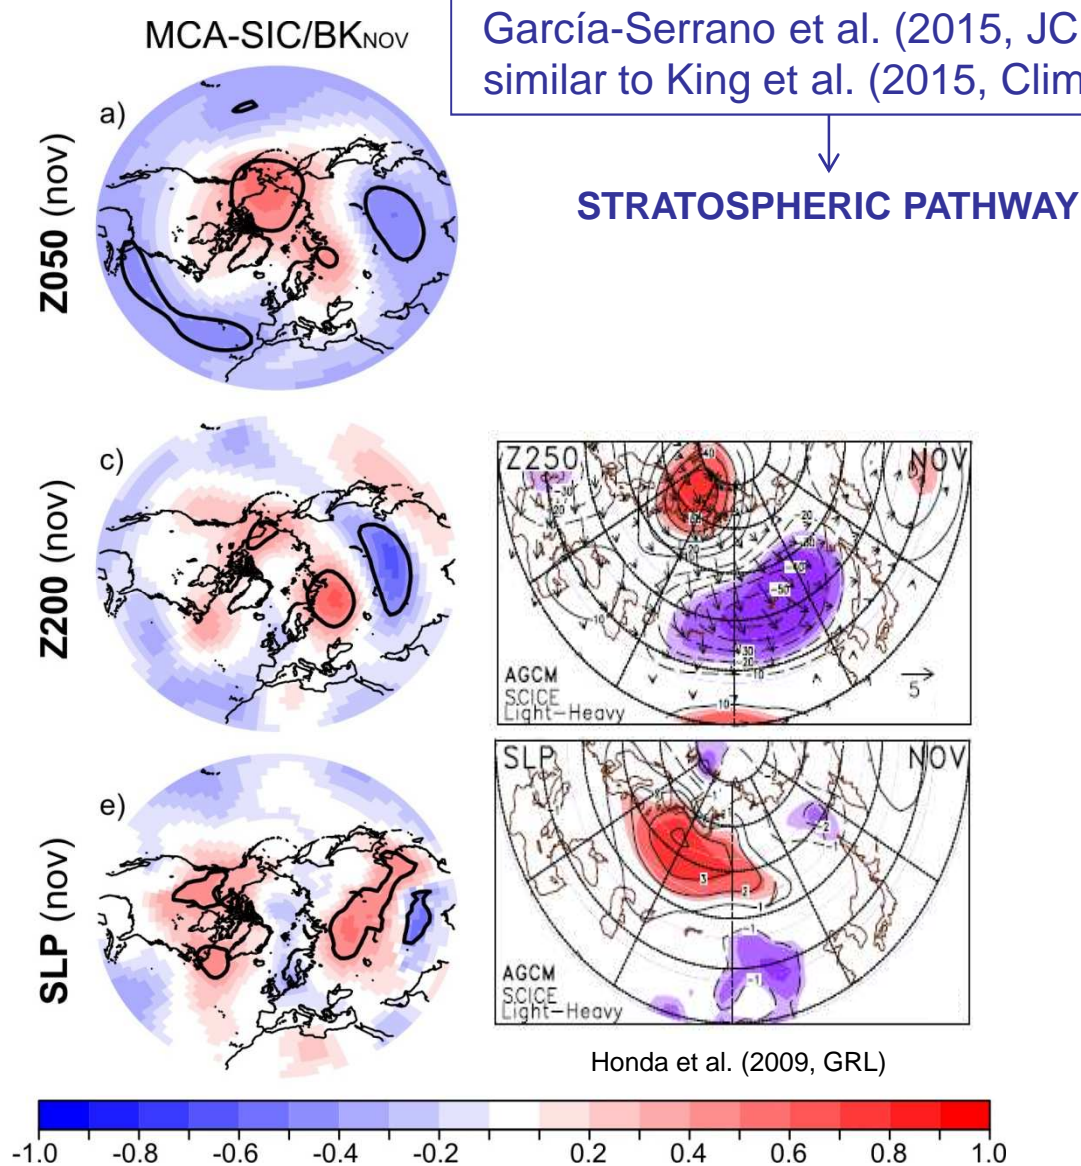 MCA-SIC/BKNOV
García-Serrano et al. (2015, JC
similar to King et al. (2015, Clim
STRATOSPHERIC PATHWAY
a)
Z050 (nov)
c)
Z200 (nov)
e)
SLP (nov)
Z250 NOV
AGCM
SCICE
Light-Heavy
5
SLP NOV
AGCM
SCICE
Light-Heavy
Honda et al. (2009, GRL)
-1.0 -0.8 -0.6 -0.4 -0.2 0.2 0.4 0.6 0.8 1.0